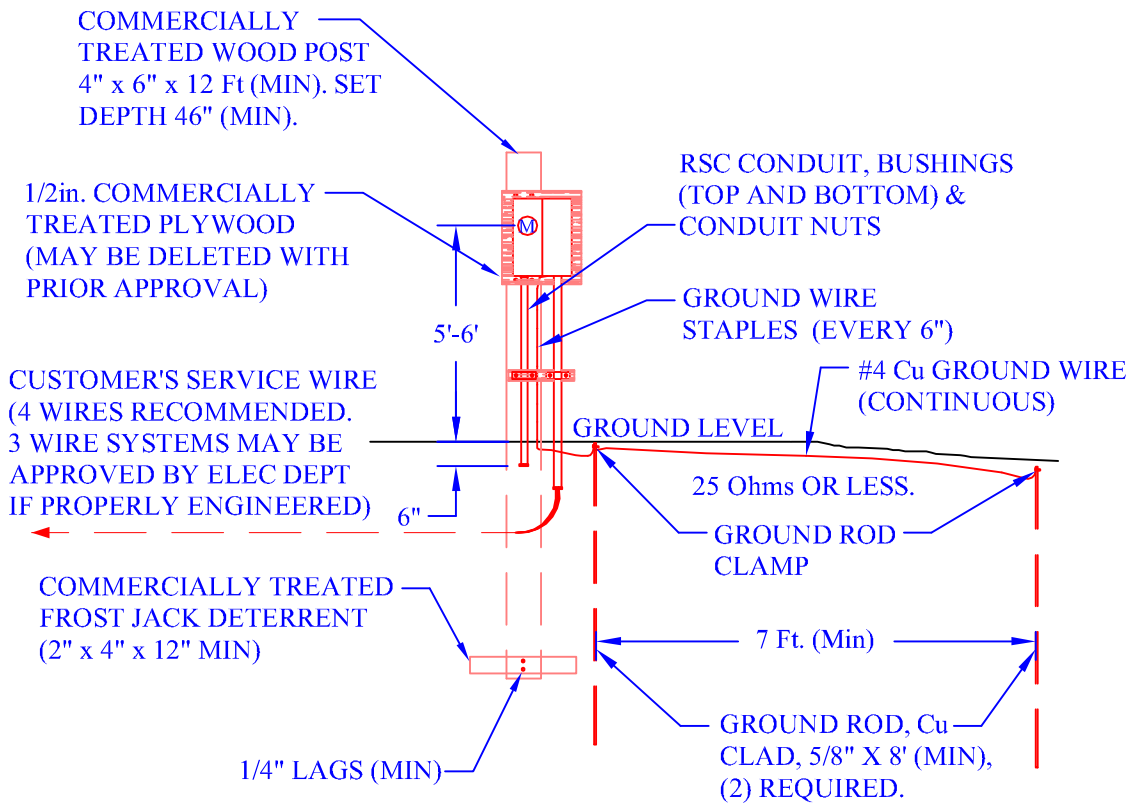 COMMERCIALLY
TREATED WOOD POST
4" x 6" x 12 Ft (MIN). SET
DEPTH 46" (MIN).
1/2in. COMMERCIALLY
TREATED PLYWOOD
(MAY BE DELETED WITH
PRIOR APPROVAL)
RSC CONDUIT, BUSHINGS
(TOP AND BOTTOM) &
CONDUIT NUTS
M
GROUND WIRE
STAPLES (EVERY 6")
5'-6'
#4 Cu GROUND WIRE
(CONTINUOUS)
CUSTOMER'S SERVICE WIRE
(4 WIRES RECOMMENDED.
3 WIRE SYSTEMS MAY BE
APPROVED BY ELEC DEPT
IF PROPERLY ENGINEERED)
GROUND LEVEL
25 Ohms OR LESS.
6"
GROUND ROD
CLAMP
COMMERCIALLY TREATED
FROST JACK DETERRENT
(2" x 4" x 12" MIN)
7 Ft. (Min)
GROUND ROD, Cu
CLAD, 5/8" X 8' (MIN),
(2) REQUIRED.
1/4" LAGS (MIN)